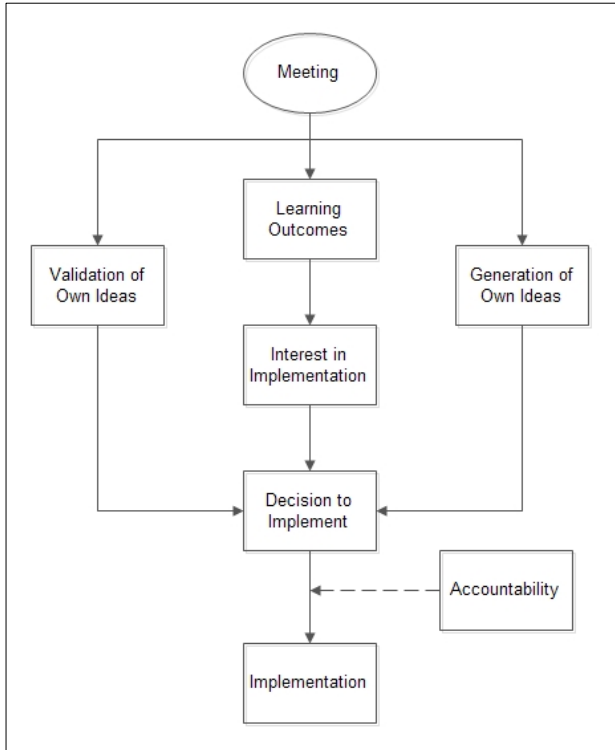 Meeting
Learning
Outcomes
Validation of
Own Ideas
Generation of
Own Ideas
Interest in
Implementation
Decision to
Implement
Accountability
Implementation